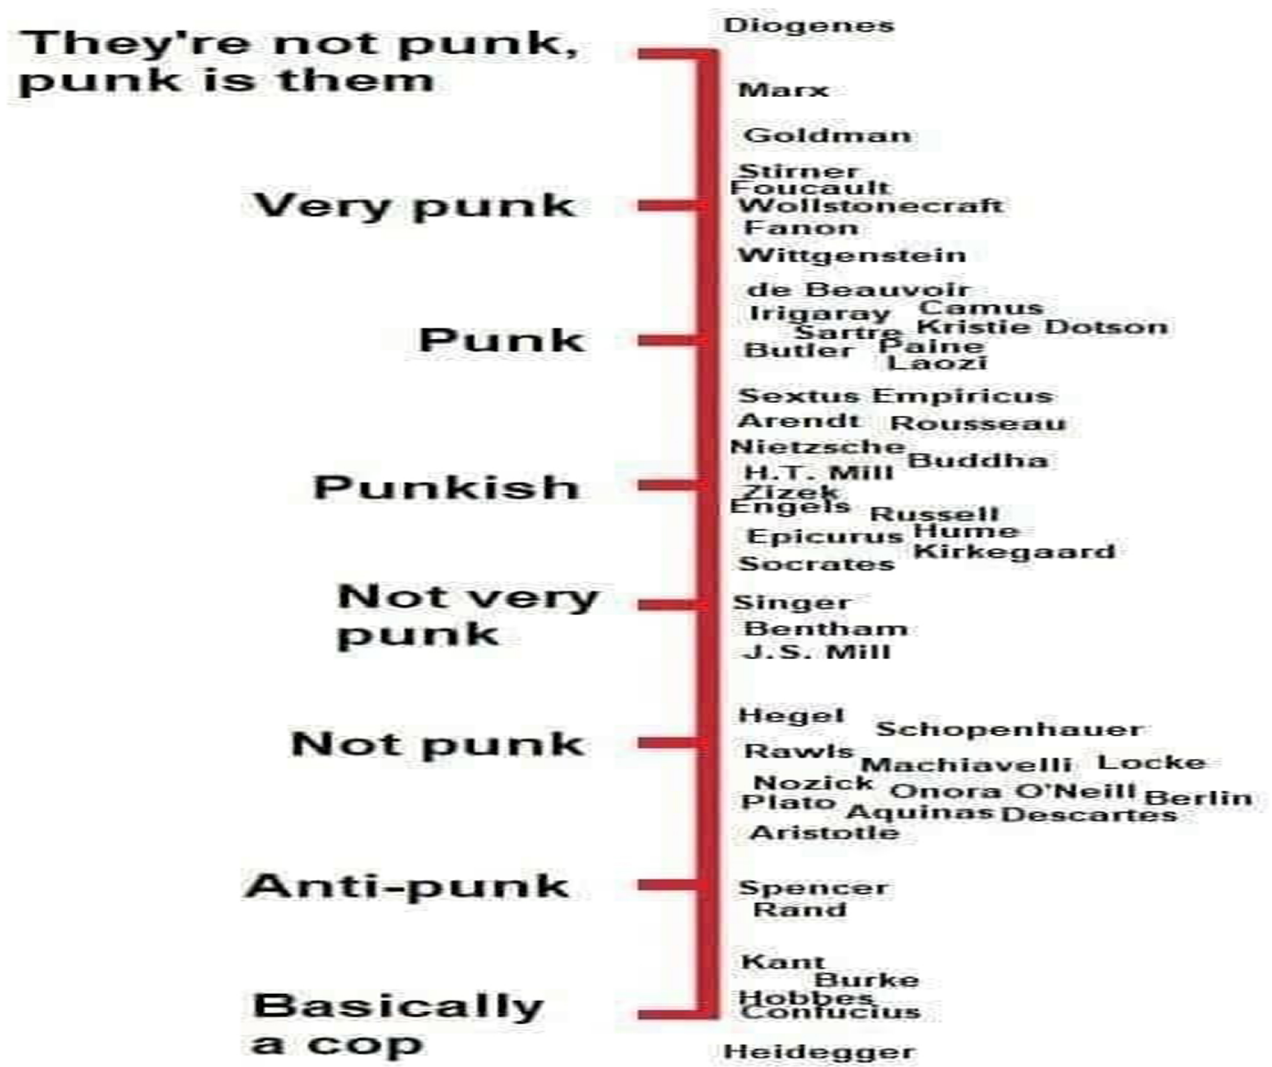 They're not punk,
punk is them
Very punk
Punk
Punkish
Not very
punk
Not punk
Anti-punk
Basically
a cop
Diogenes
Marx
Goldman
Stirner
Foucault
Wollstonecraft
Fanon
Wittgenstein
de Beauvoir
Irigaray Camus
Sartre Kristie Dotson
Butler Paine
Laozi
Sextus Empiricus
Arendt Rousseau
Nietzsche Buddha
H.T. Mill
Zizek
Engels Russell
Epicurus Hume
Kirkegaard
Socrates
Singer
Bentham
J.S. Mill
Hegel Schopenhauer
Rawls Machiavelli Locke
Nozick Onora O'Neill Berlin
Plato Aquinas Descartes
Aristotle
Spencer
Rand
Kant
Burke
Hobbes
Confucius
Heidegger